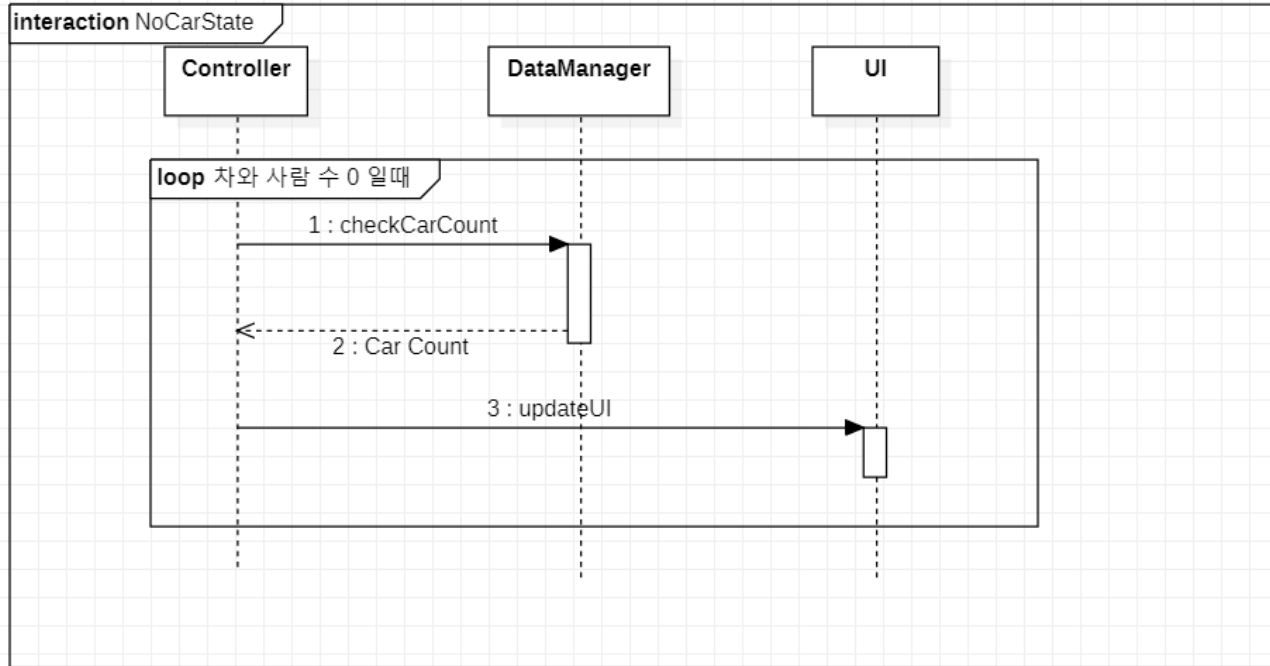 interaction NoCarState
Controller
DataManager
UI
loop 차와 사람 수 0 일때
1 : checkCarCount
2 : Car Count
3 : updateUI